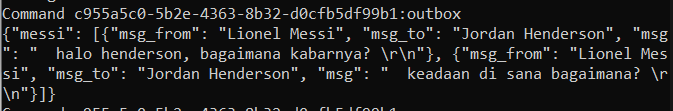 Command c955a5c0-5b2e-4363-8b32-d0cfb5df99b1:outbox
{"messi": [{"msg_from": "Lionel Messi", "msg_to": "Jordan Henderson", "msg
": "  halo henderson, bagaimana kabarnya? \r\n"}, {"msg_from": "Lionel Mes
si", "msg_to": "Jordan Henderson", "msg": "  keadaan di sana bagaimana? \r
\n"}]}